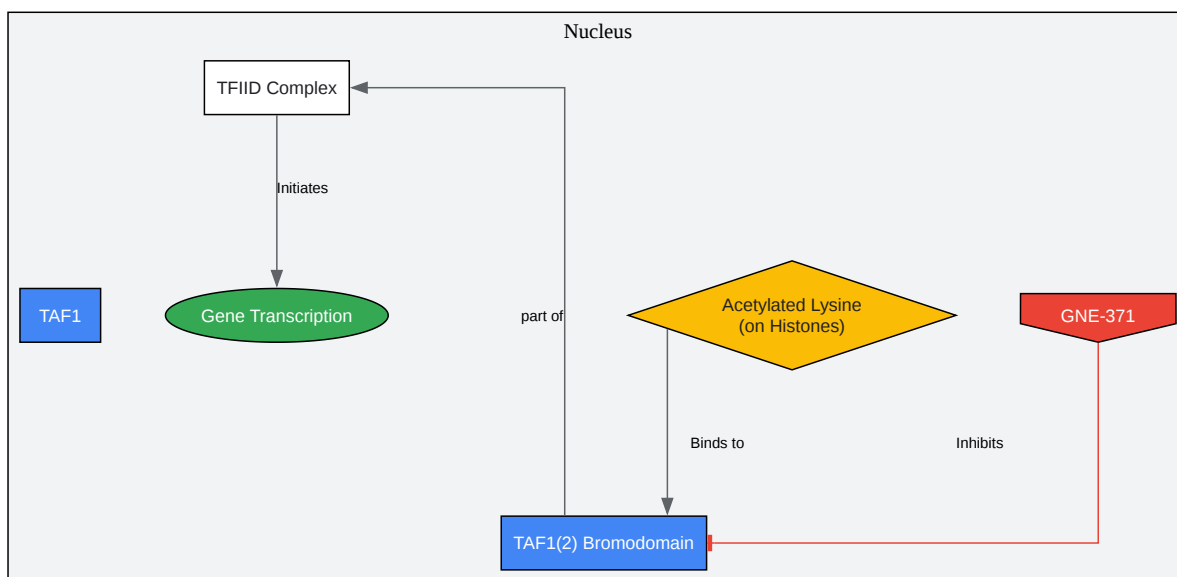 Nucleus
TFIID Complex
Initiates
TAF1
Gene Transcription
part of
Acetylated Lysine
(on Histones)
GNE-371
Binds to
Inhibits
TAF1(2) Bromodomain